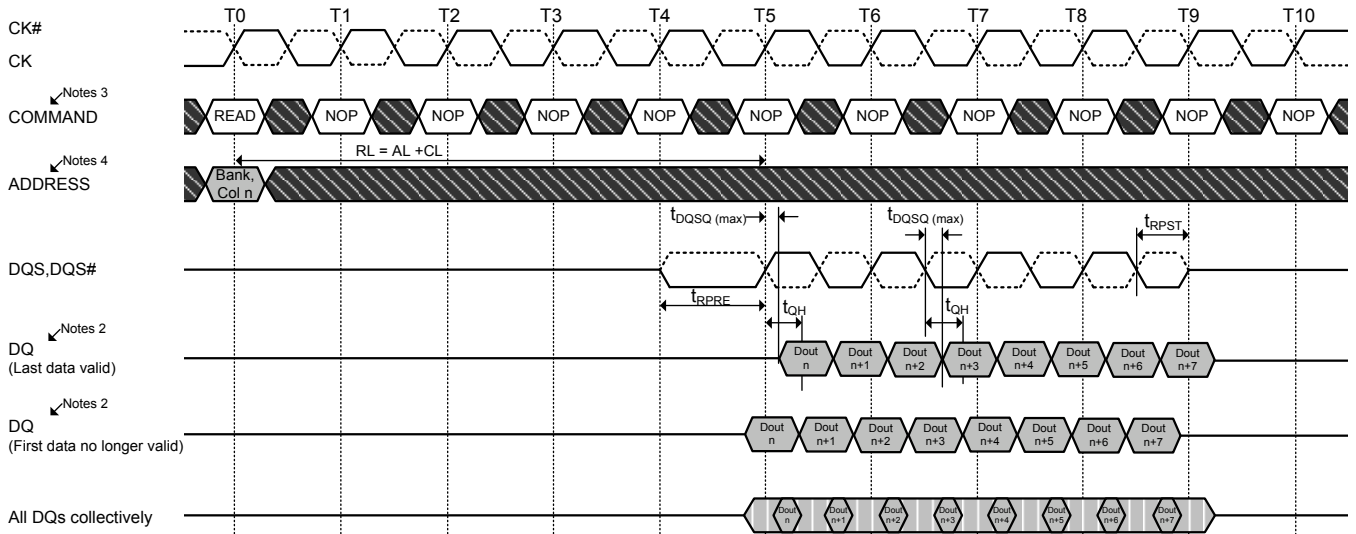 T0 T1 T2 T3 T4 T5 T6 T7 T8 T9 T10
CK#
CK
Notes 3
COMMAND
READ NOP NOP NOP NOP NOP NOP NOP NOP NOP NOP
RL = AL +CL
Notes 4
ADDRESS
Bank,
Col n
tDQSQ (max) tDQSQ (max) tRPST
DQS,DQS#
tRPRE tQH tQH
Notes 2
DQ
(Last data valid)
Dout Dout Dout Dout Dout Dout Dout Dout
n n+1 n+2 n+3 n+4 n+5 n+6 n+7
Notes 2
DQ
(First data no longer valid)
Dout Dout Dout Dout Dout Dout Dout Dout
n n+1 n+2 n+3 n+4 n+5 n+6 n+7
All DQs collectively
Dout Dout Dout Dout Dout Dout Dout Dout
n n+1 n+2 n+3 n+4 n+5 n+6 n+7